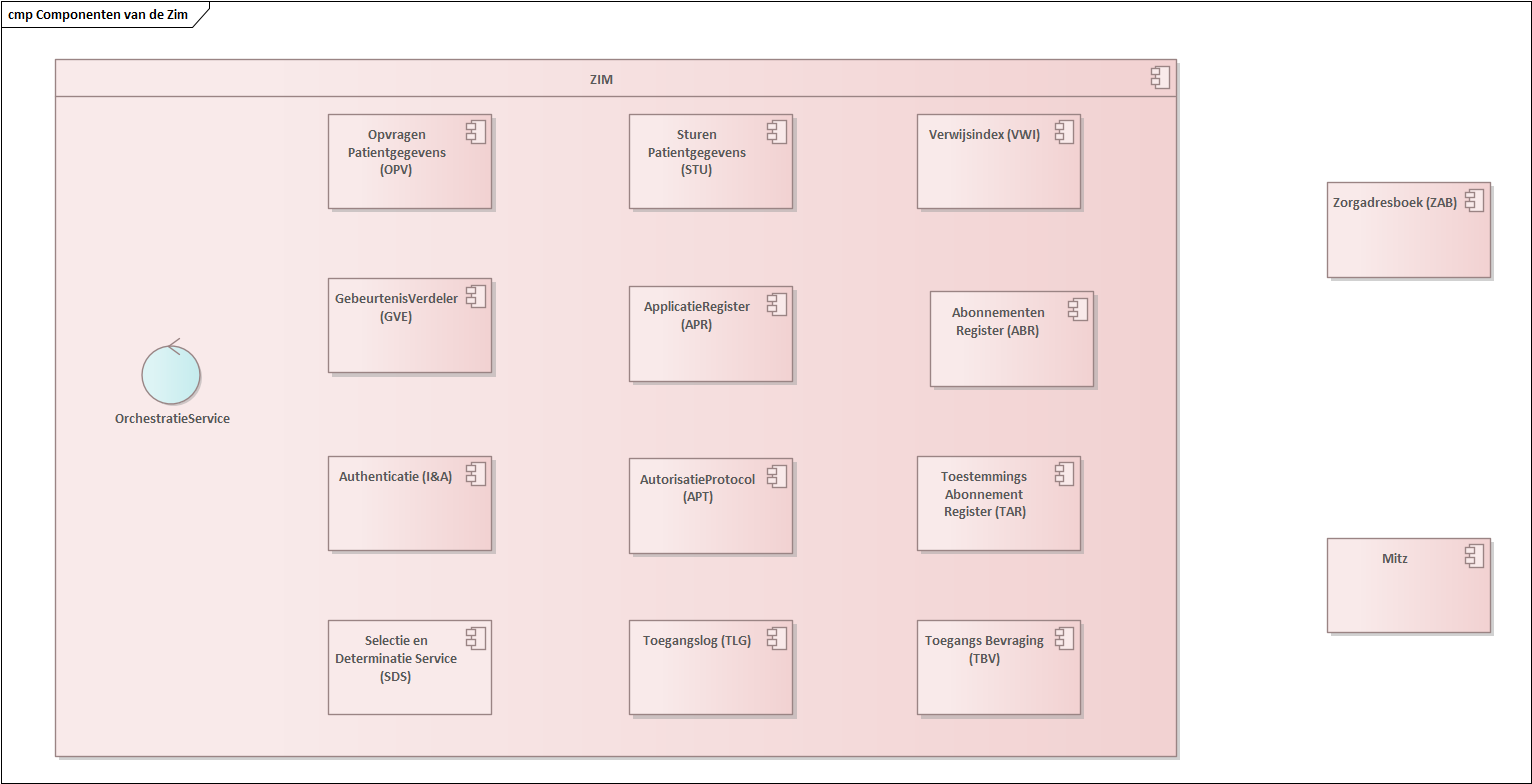 cmp Componenten van de Zim
ZIM
Opvragen
Patientgegevens
(OPV)
Sturen
Patientgegevens
(STU)
Verwijsindex (VWI)
Zorgadresboek (ZAB)
GebeurtenisVerdeler
(GVE)
ApplicatieRegister
(APR)
Abonnementen
Register (ABR)
OrchestratieService
Authenticatie (I&A)
AutorisatieProtocol
(APT)
Toestemmings
Abonnement
Register (TAR)
Mitz
Selectie en
Determinatie Service
(SDS)
Toegangslog (TLG)
Toegangs Bevraging
(TBV)